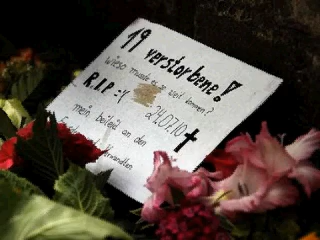 19 verstorbene!
Wieso musste es so weit kommen?
R.I.P =:(
24.07.10 ✝
mein beileid an den
Verwandten